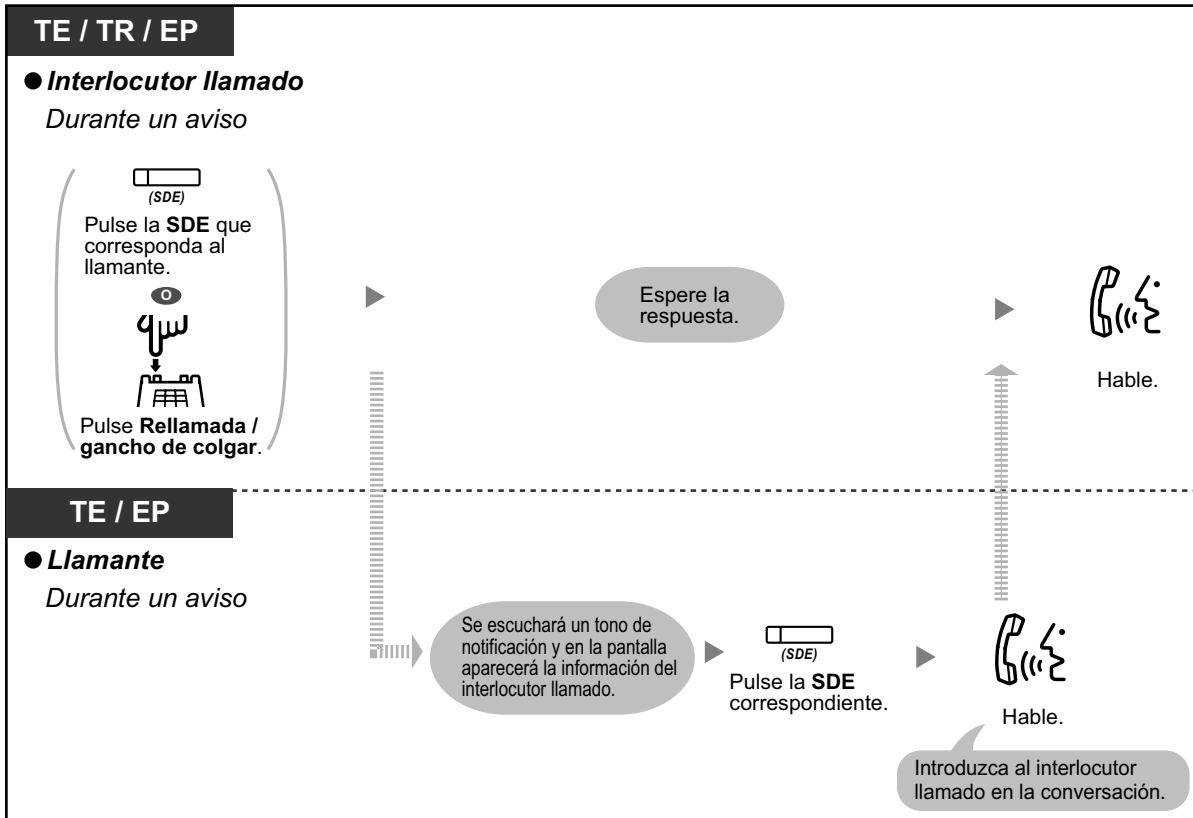 TE / TR / EP
● Interlocutor llamado
Durante un aviso
(SDE)
Pulse la SDE que
corresponda al
llamante.
O
Pulse Rellamada /
gancho de colgar.
Espere la
respuesta.
Hable.
TE / EP
● Llamante
Durante un aviso
Se escuchará un tono de
notificación y en la pantalla
aparecerá la información del
interlocutor llamado.
(SDE)
Pulse la SDE
correspondiente.
Hable.
Introduzca al interlocutor
llamado en la conversación.